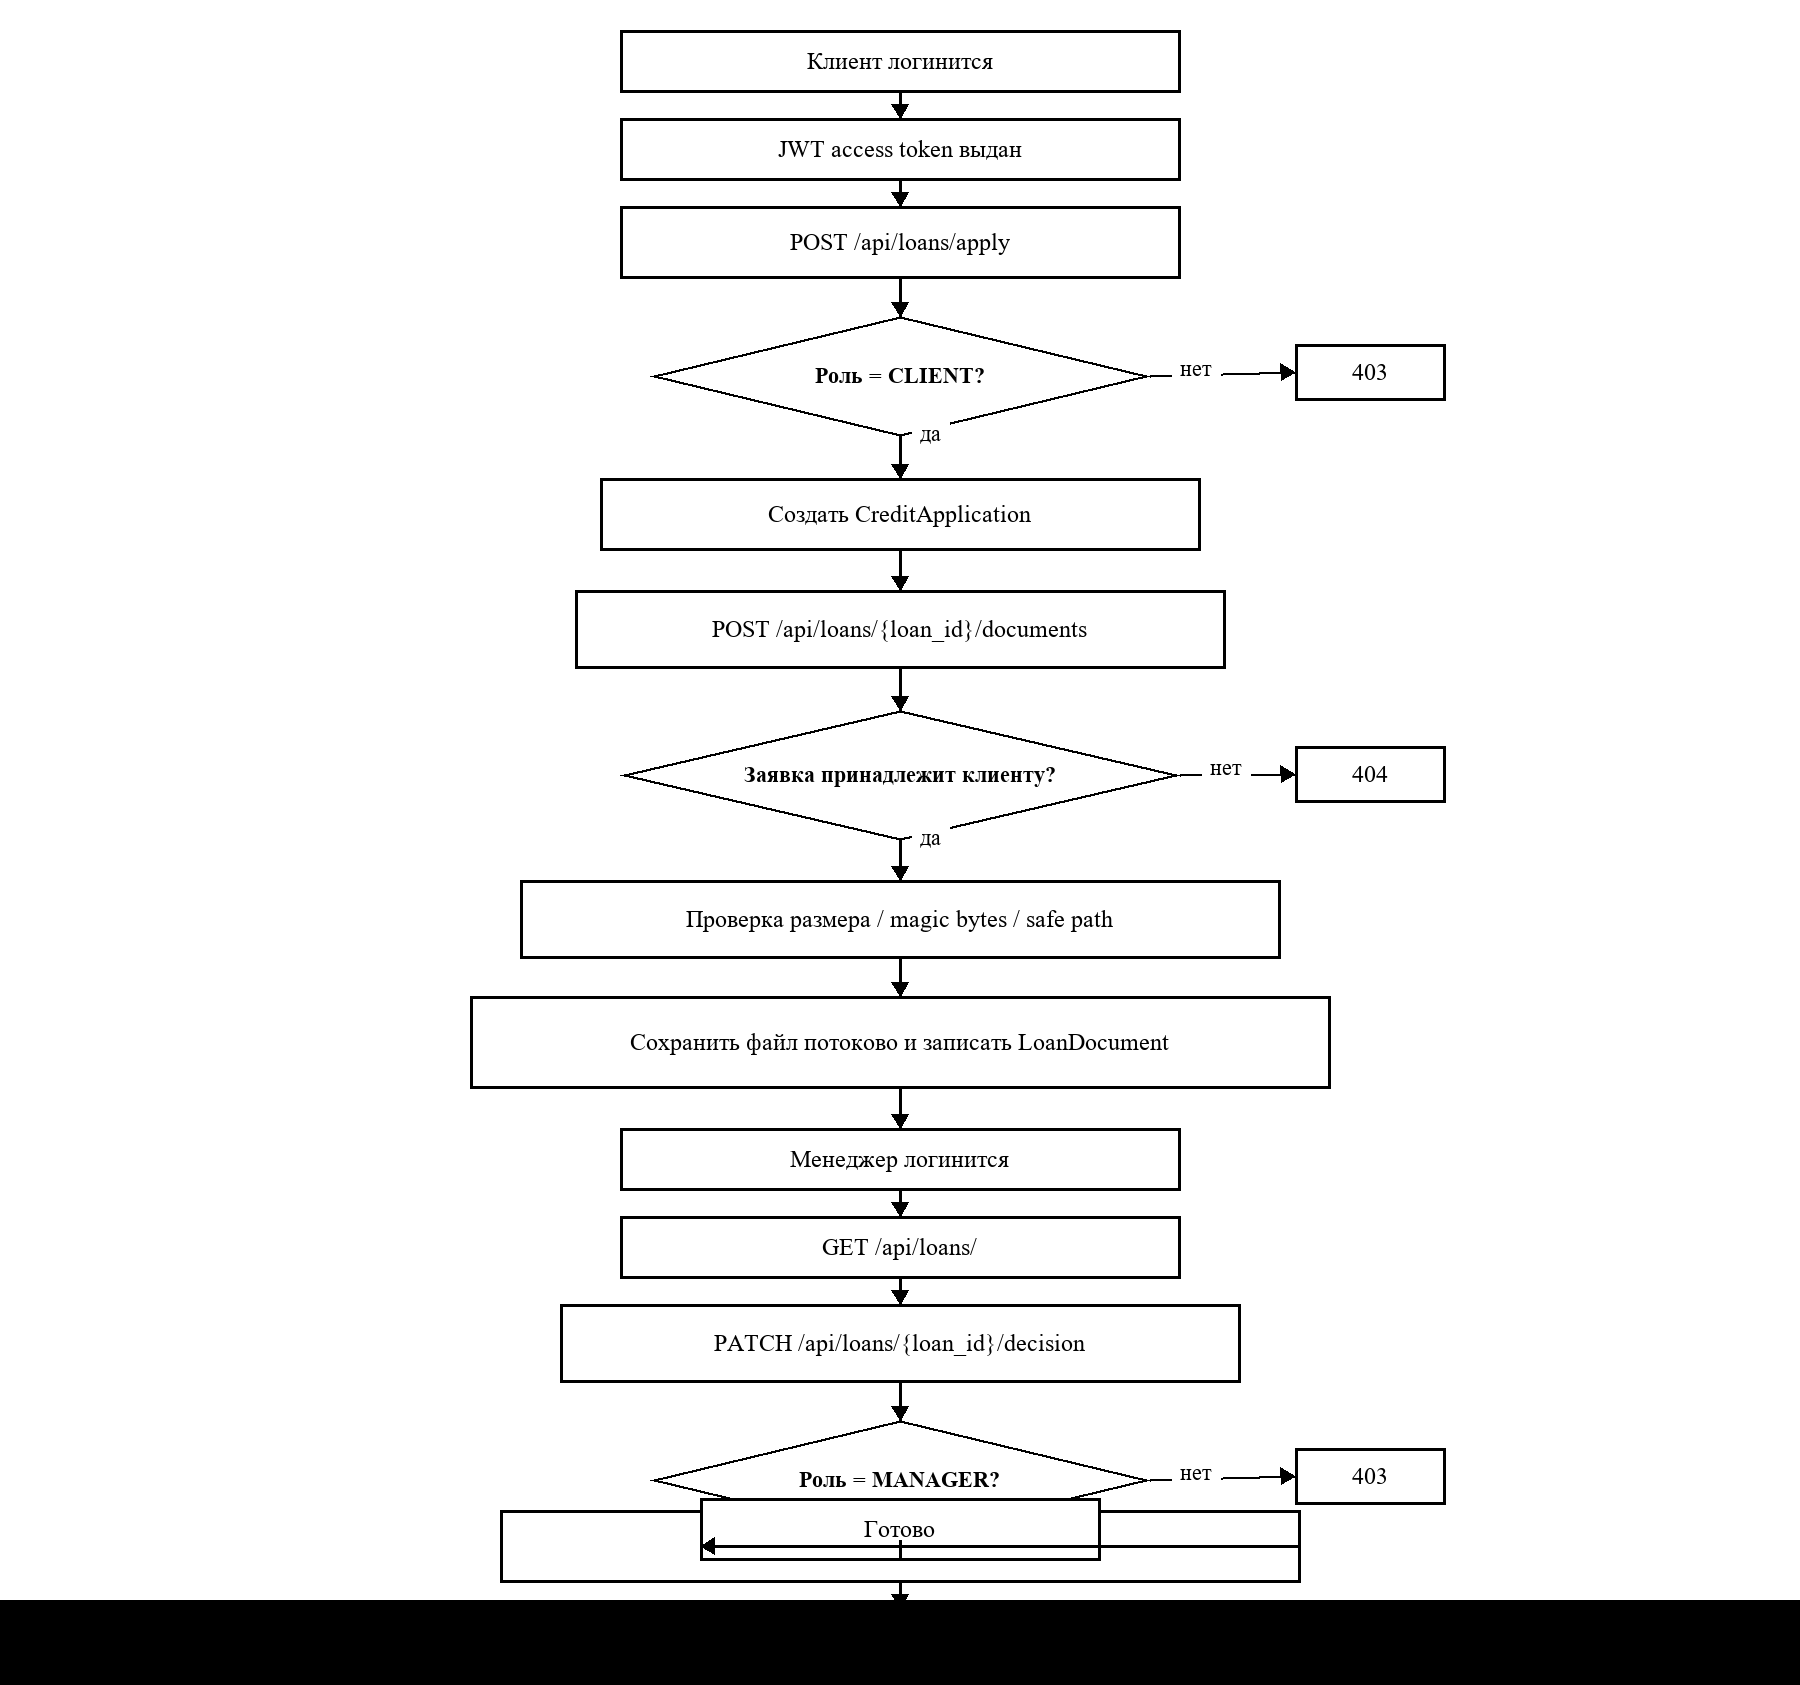 Клиент логинится
JWT access token выдан
POST /api/loans/apply
Роль = CLIENT?
нет
403
да
Создать CreditApplication
POST /api/loans/{loan_id}/documents
Заявка принадлежит клиенту?
нет
404
да
Проверка размера / magic bytes / safe path
Сохранить файл потоково и записать LoanDocument
Менеджер логинится
GET /api/loans/
PATCH /api/loans/{loan_id}/decision
Роль = MANAGER?
нет
403
Готово